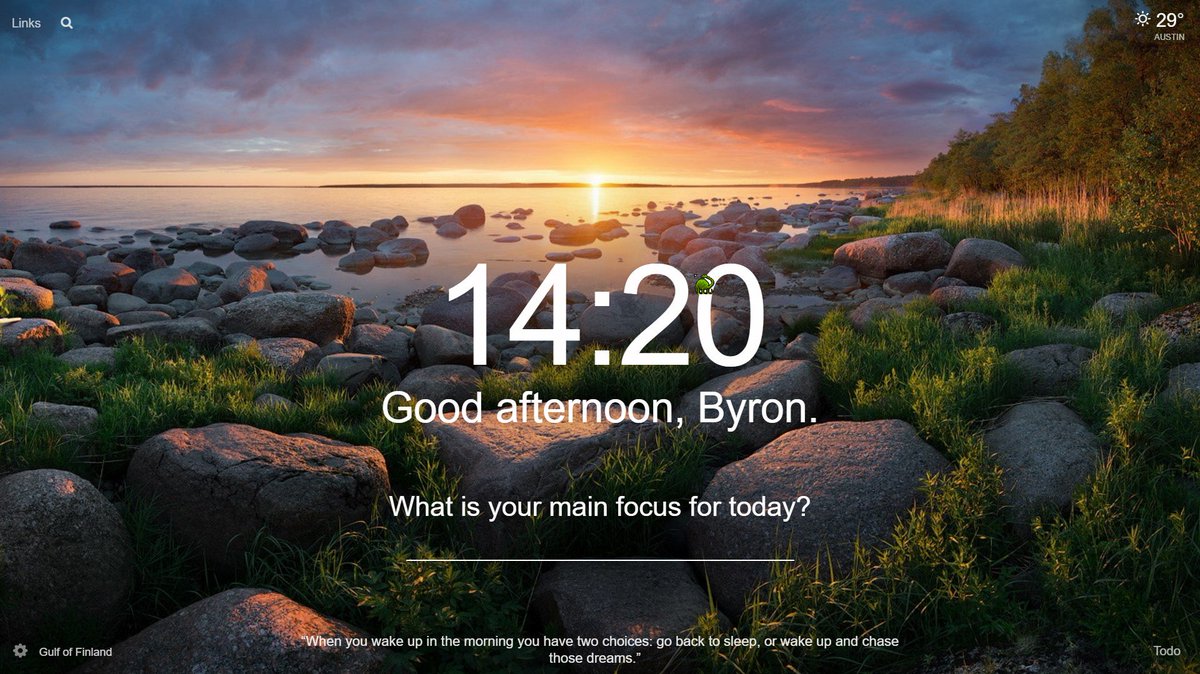 Links
29°
AUSTIN
14:20
Good afternoon, Byron.
What is your main focus for today?
“When you wake up in the morning you have two choices: go back to sleep, or wake up and chase
those dreams.”
Gulf of Finland
Todo